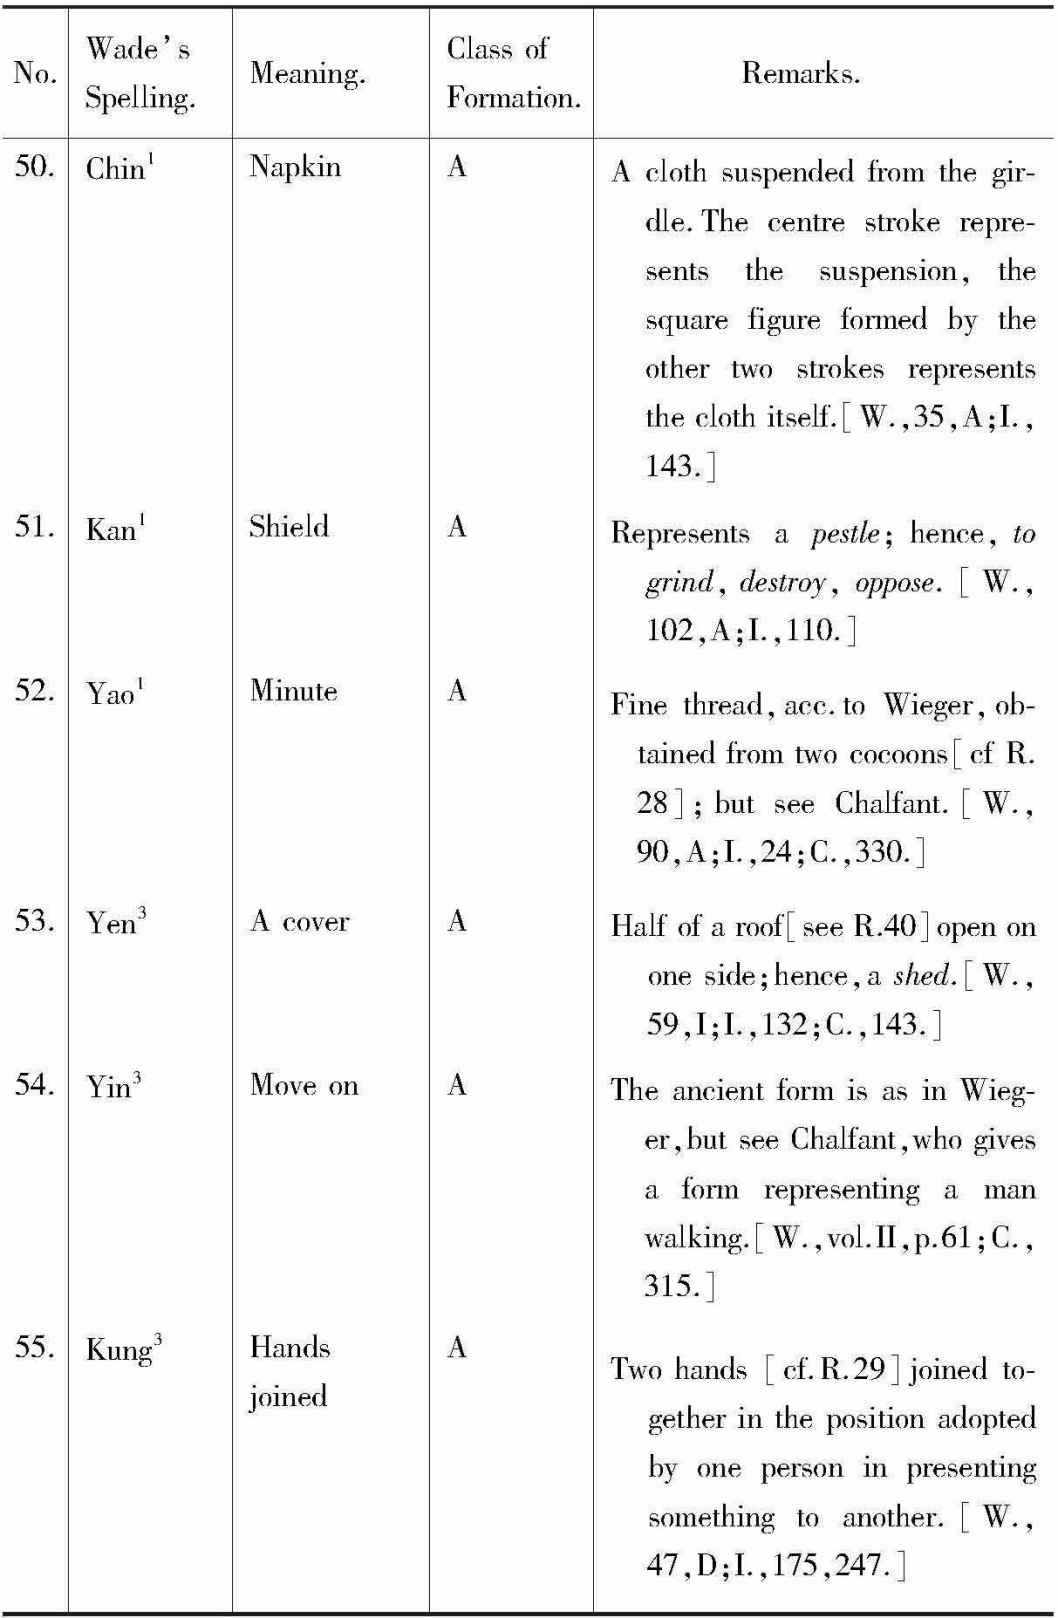 No. Wade's Spelling. Meaning. Class of Formation. Remarks.
50. Chin¹ Napkin A A cloth suspended from the gir-
dle. The centre stroke repre-
sents the suspension, the
square figure formed by the
other two strokes represents
the cloth itself. [W., 35, A; I.,
143.]
51. Kan¹ Shield A Represents a pestle; hence, to
grind, destroy, oppose. [W.,
102, A; I., 110.]
52. Yao¹ Minute A Fine thread, acc. to Wieger, ob-
tained from two cocoons [cf R.
28]; but see Chalfant. [W.,
90, A; I., 24; C., 330.]
53. Yen³ A cover A Half of a roof [see R.40] open on
one side; hence, a shed. [W.,
59, I; I., 132; C., 143.]
54. Yin³ Move on A The ancient form is as in Wieg-
er, but see Chalfant, who gives
a form representing a man
walking. [W., vol. II, p.61; C.,
315.]
55. Kung³ Hands joined A Two hands [cf. R.29] joined to-
gether in the position adopted
by one person in presenting
something to another. [W.,
47, D; I., 175, 247.]